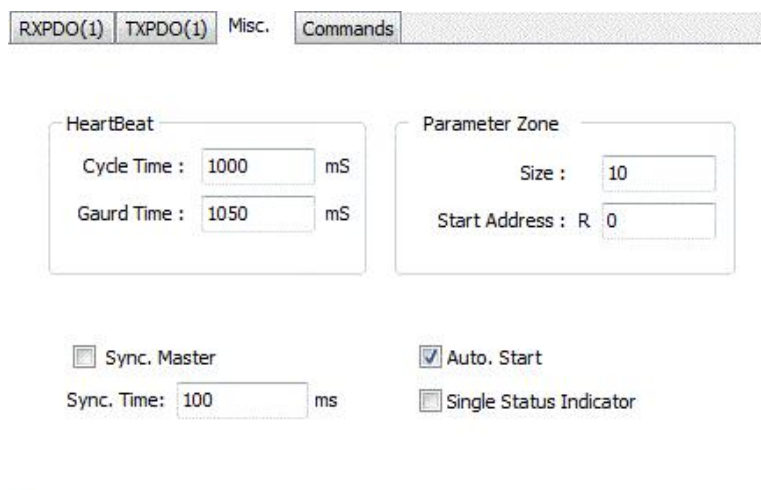 RXPDO(1) TXPDO(1) Misc. Commands
HeartBeat
Cycle Time : 1000 mS
Gaurd Time : 1050 mS
Parameter Zone
Size : 10
Start Address : R 0
Sync. Master
Sync. Time: 100 ms
Auto. Start
Single Status Indicator